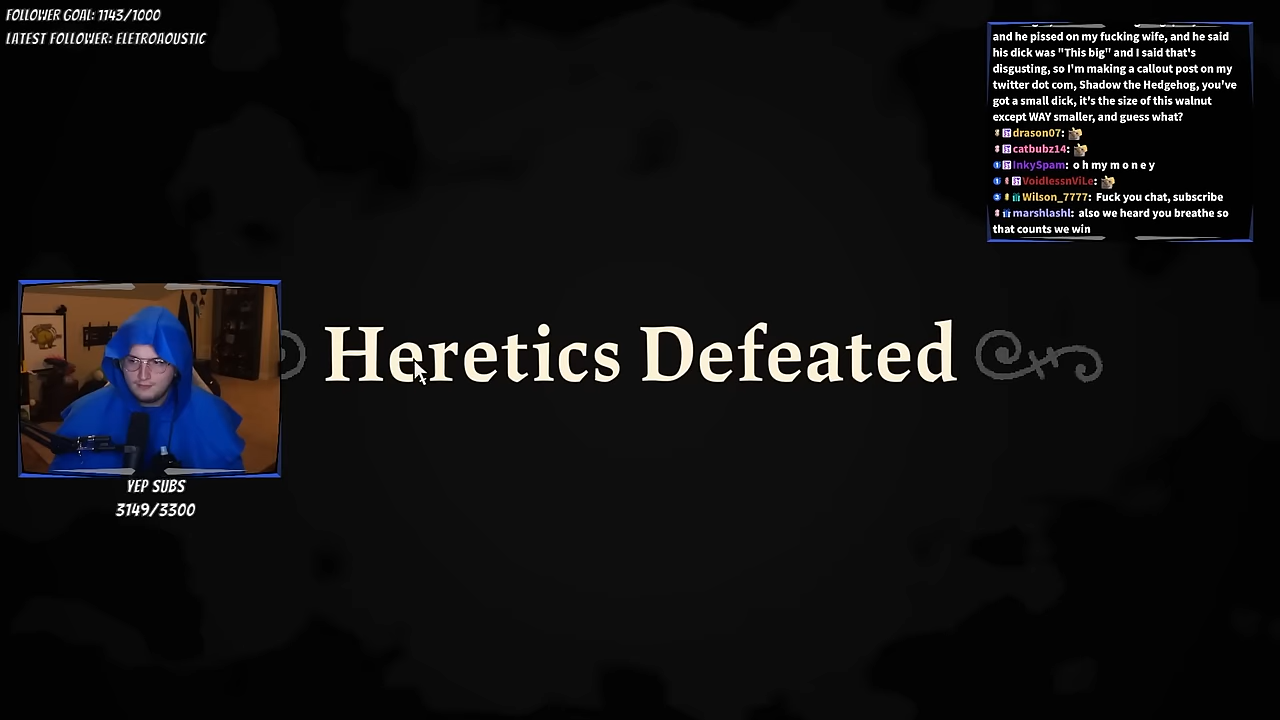 FOLLOWER GOAL: 1143/1000
LATEST FOLLOWER: ELETROAOUSTIC
and he pissed on my fucking wife, and he said
his dick was "This big" and I said that's
disgusting, so I'm making a callout post on my
twitter dot com, Shadow the Hedgehog, you've
got a small dick, it's the size of this walnut
except WAY smaller, and guess what?
drason07:
catbubz14:
InkySpam: o h m y m o n e y
VoidlessnViLe:
Wilson_7777: Fuck you chat, subscribe
marshlashl: also we heard you breathe so
that counts we win
Heretics Defeated
YEP SUBS
3149/3300